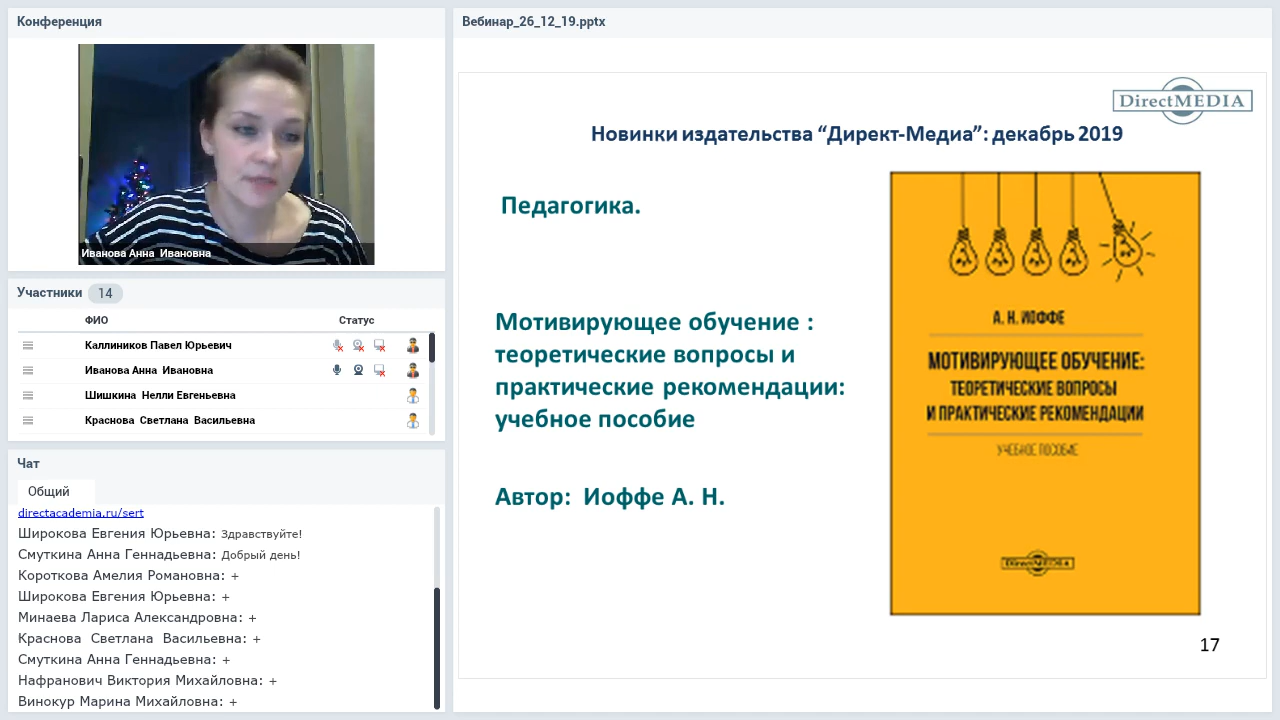 Конференция
Иванова Анна Ивановна
Участники 14
ФИО Статус
Каллиников Павел Юрьевич
Иванова Анна Ивановна
Шишкина Нелли Евгеньевна
Краснова Светлана Васильевна
Чат
Общий
directacademia.ru/sert
Широкова Евгения Юрьевна: Здравствуйте!
Смуткина Анна Геннадьевна: Добрый день!
Короткова Амелия Романовна: +
Широкова Евгения Юрьевна: +
Минаева Лариса Александровна: +
Краснова Светлана Васильевна: +
Смуткина Анна Геннадьевна: +
Нафранович Виктория Михайловна: +
Винокур Марина Михайловна: +
Вебинар_26_12_19.pptx
DirectMEDIA
Новинки издательства “Директ-Медиа”: декабрь 2019
Педагогика.
Мотивирующее обучение :
теоретические вопросы и
практические рекомендации:
учебное пособие
Автор: Иоффе А. Н.
А. Н. ИОФФЕ
МОТИВИРУЮЩЕЕ ОБУЧЕНИЕ:
ТЕОРЕТИЧЕСКИЕ ВОПРОСЫ
И ПРАКТИЧЕСКИЕ РЕКОМЕНДАЦИИ
УЧЕБНОЕ ПОСОБИЕ
DirectMEDIA
17